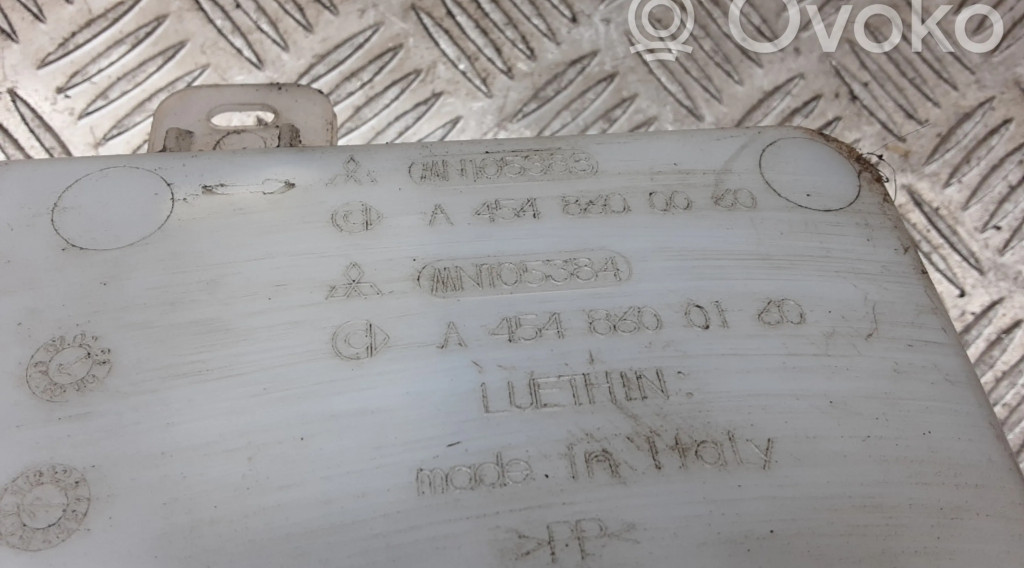 Ovoko
MN105383
A 454 860 00 60
MN105384
A 454 860 01 60
LUETHIN
made in Italy
>PP<